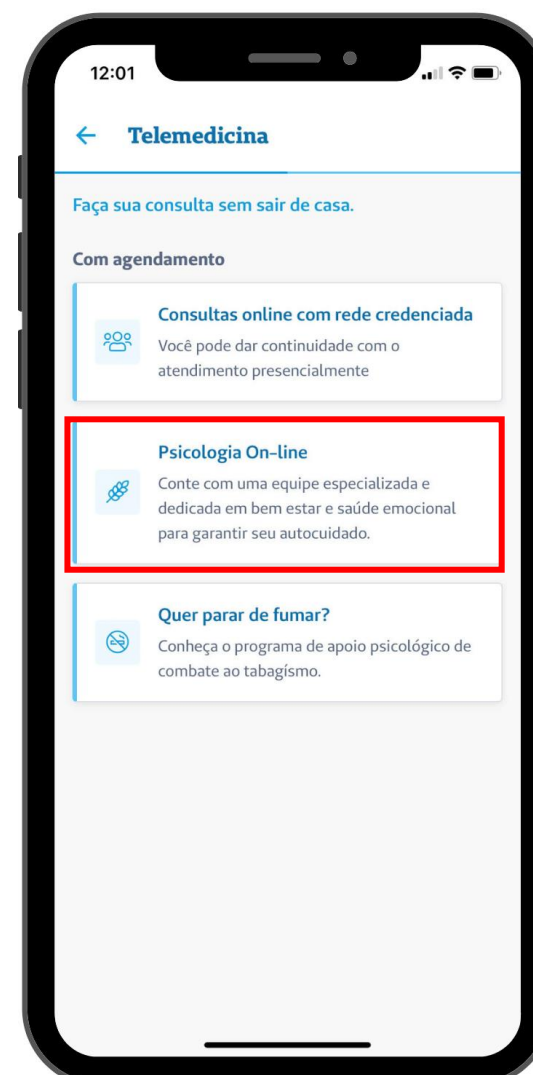 12:01
Telemedicina
Faça sua consulta sem sair de casa.
Com agendamento
Consultas online com rede credenciada
Você pode dar continuidade com o
atendimento presencialmente
Psicologia On-line
Conte com uma equipe especializada e
dedicada em bem estar e saúde emocional
para garantir seu autocuidado.
Quer parar de fumar?
Conheça o programa de apoio psicológico de
combate ao tabagísmo.